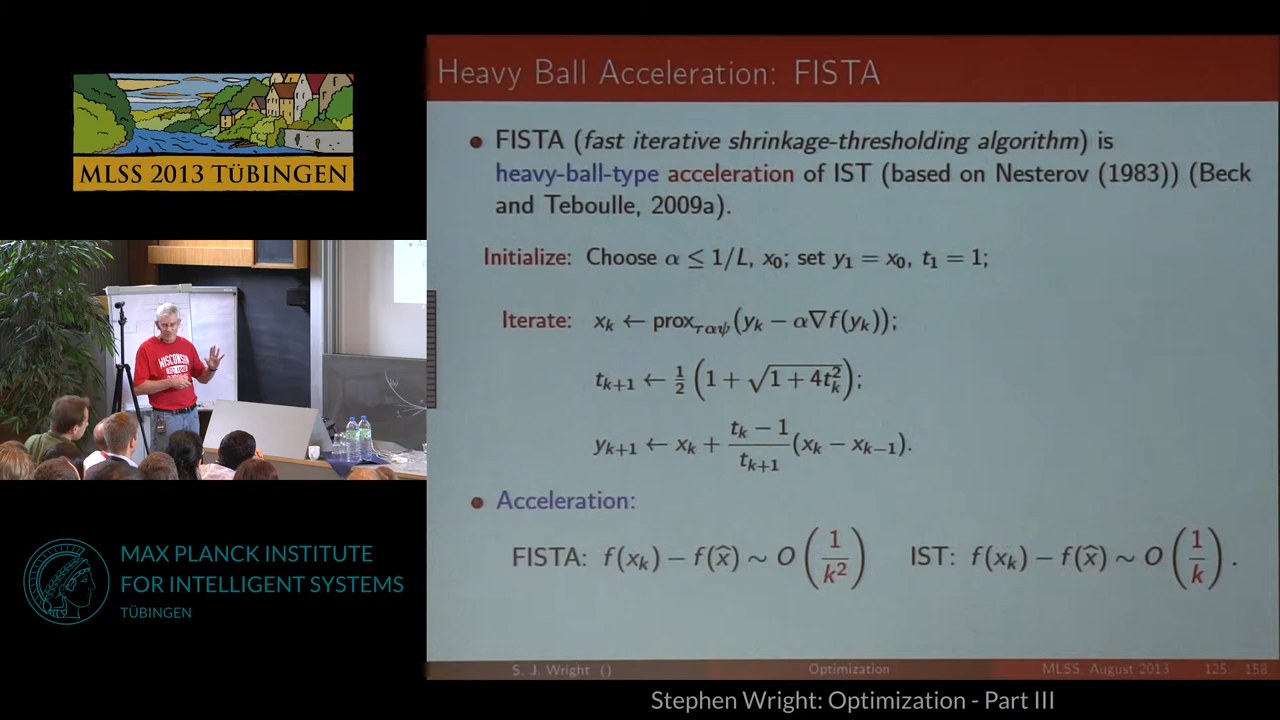 MLSS 2013 TÜBINGEN
WISCONSIN
MAX PLANCK INSTITUTE
FOR INTELLIGENT SYSTEMS
TÜBINGEN
Heavy Ball Acceleration: FISTA
• FISTA (fast iterative shrinkage-thresholding algorithm) is
heavy-ball-type acceleration of IST (based on Nesterov (1983)) (Beck
and Teboulle, 2009a).
Initialize: Choose α ≤ 1/L, x₀; set y₁ = x₀, t₁ = 1;
Iterate: xₖ ← prox_{ταψ}(yₖ − α∇f(yₖ));
tₖ₊₁ ← ½ (1 + √(1 + 4tₖ²));
yₖ₊₁ ← xₖ + (tₖ − 1)/tₖ₊₁ (xₖ − xₖ₋₁).
• Acceleration:
FISTA: f(xₖ) − f(x̂) ∼ O (1/k²) IST: f(xₖ) − f(x̂) ∼ O (1/k).
S. J. Wright () Optimization MLSS, August 2013 125 158
Stephen Wright: Optimization - Part III